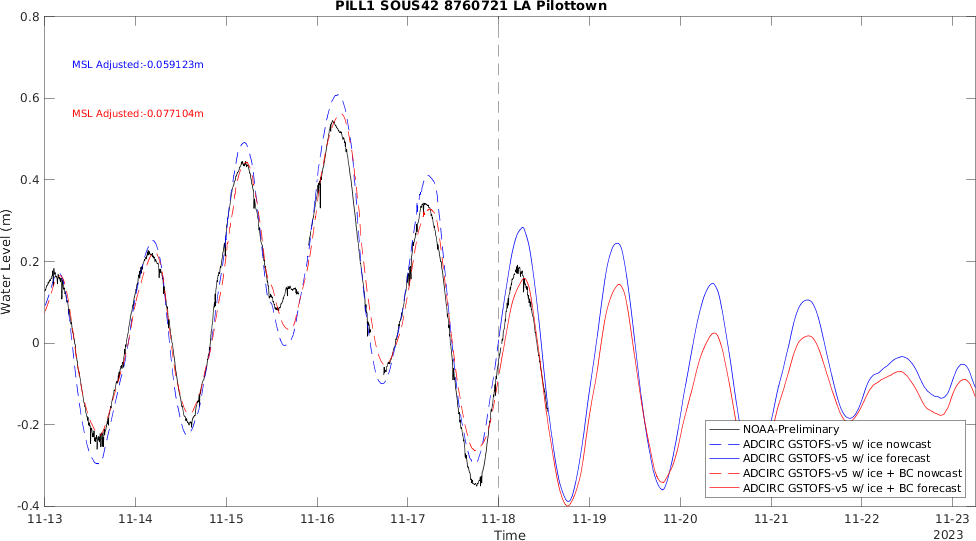 PILL1 SOUS42 8760721 LA Pilottown
0.8
0.6
0.4
0.2
0
-0.2
-0.4
Water Level (m)
MSL Adjusted:-0.059123m
MSL Adjusted:-0.077104m
NOAA-Preliminary
ADCIRC GSTOFS-v5 w/ ice nowcast
ADCIRC GSTOFS-v5 w/ ice forecast
ADCIRC GSTOFS-v5 w/ ice + BC nowcast
ADCIRC GSTOFS-v5 w/ ice + BC forecast
11-13 11-14 11-15 11-16 11-17 11-18 11-19 11-20 11-21 11-22 11-23
Time
2023